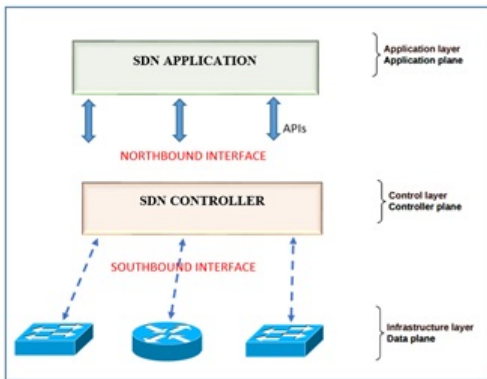 SDN APPLICATION
Application layer
Application plane
APIs
NORTHBOUND INTERFACE
SDN CONTROLLER
Control layer
Controller plane
SOUTHBOUND INTERFACE
Infrastructure layer
Data plane